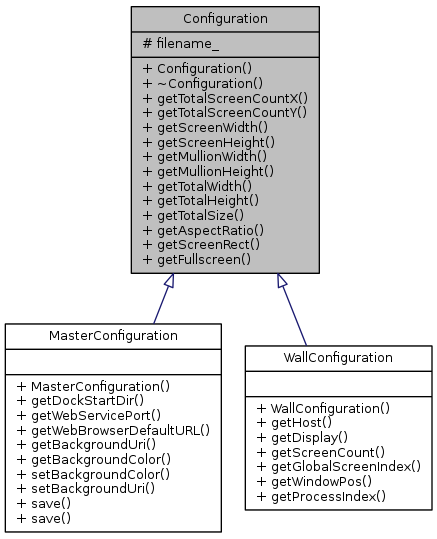 Configuration
# filename_
+ Configuration()
+ ~Configuration()
+ getTotalScreenCountX()
+ getTotalScreenCountY()
+ getScreenWidth()
+ getScreenHeight()
+ getMullionWidth()
+ getMullionHeight()
+ getTotalWidth()
+ getTotalHeight()
+ getTotalSize()
+ getAspectRatio()
+ getScreenRect()
+ getFullscreen()
MasterConfiguration
+ MasterConfiguration()
+ getDockStartDir()
+ getWebServicePort()
+ getWebBrowserDefaultURL()
+ getBackgroundUri()
+ getBackgroundColor()
+ setBackgroundColor()
+ setBackgroundUri()
+ save()
+ save()
WallConfiguration
+ WallConfiguration()
+ getHost()
+ getDisplay()
+ getScreenCount()
+ getGlobalScreenIndex()
+ getWindowPos()
+ getProcessIndex()